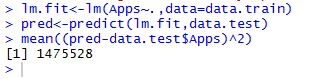 > lm.fit<-lm(Apps~.,data=data.train)
> pred<-predict(lm.fit,data.test)
> mean((pred-data.test$Apps)^2)
[1] 1475528
>